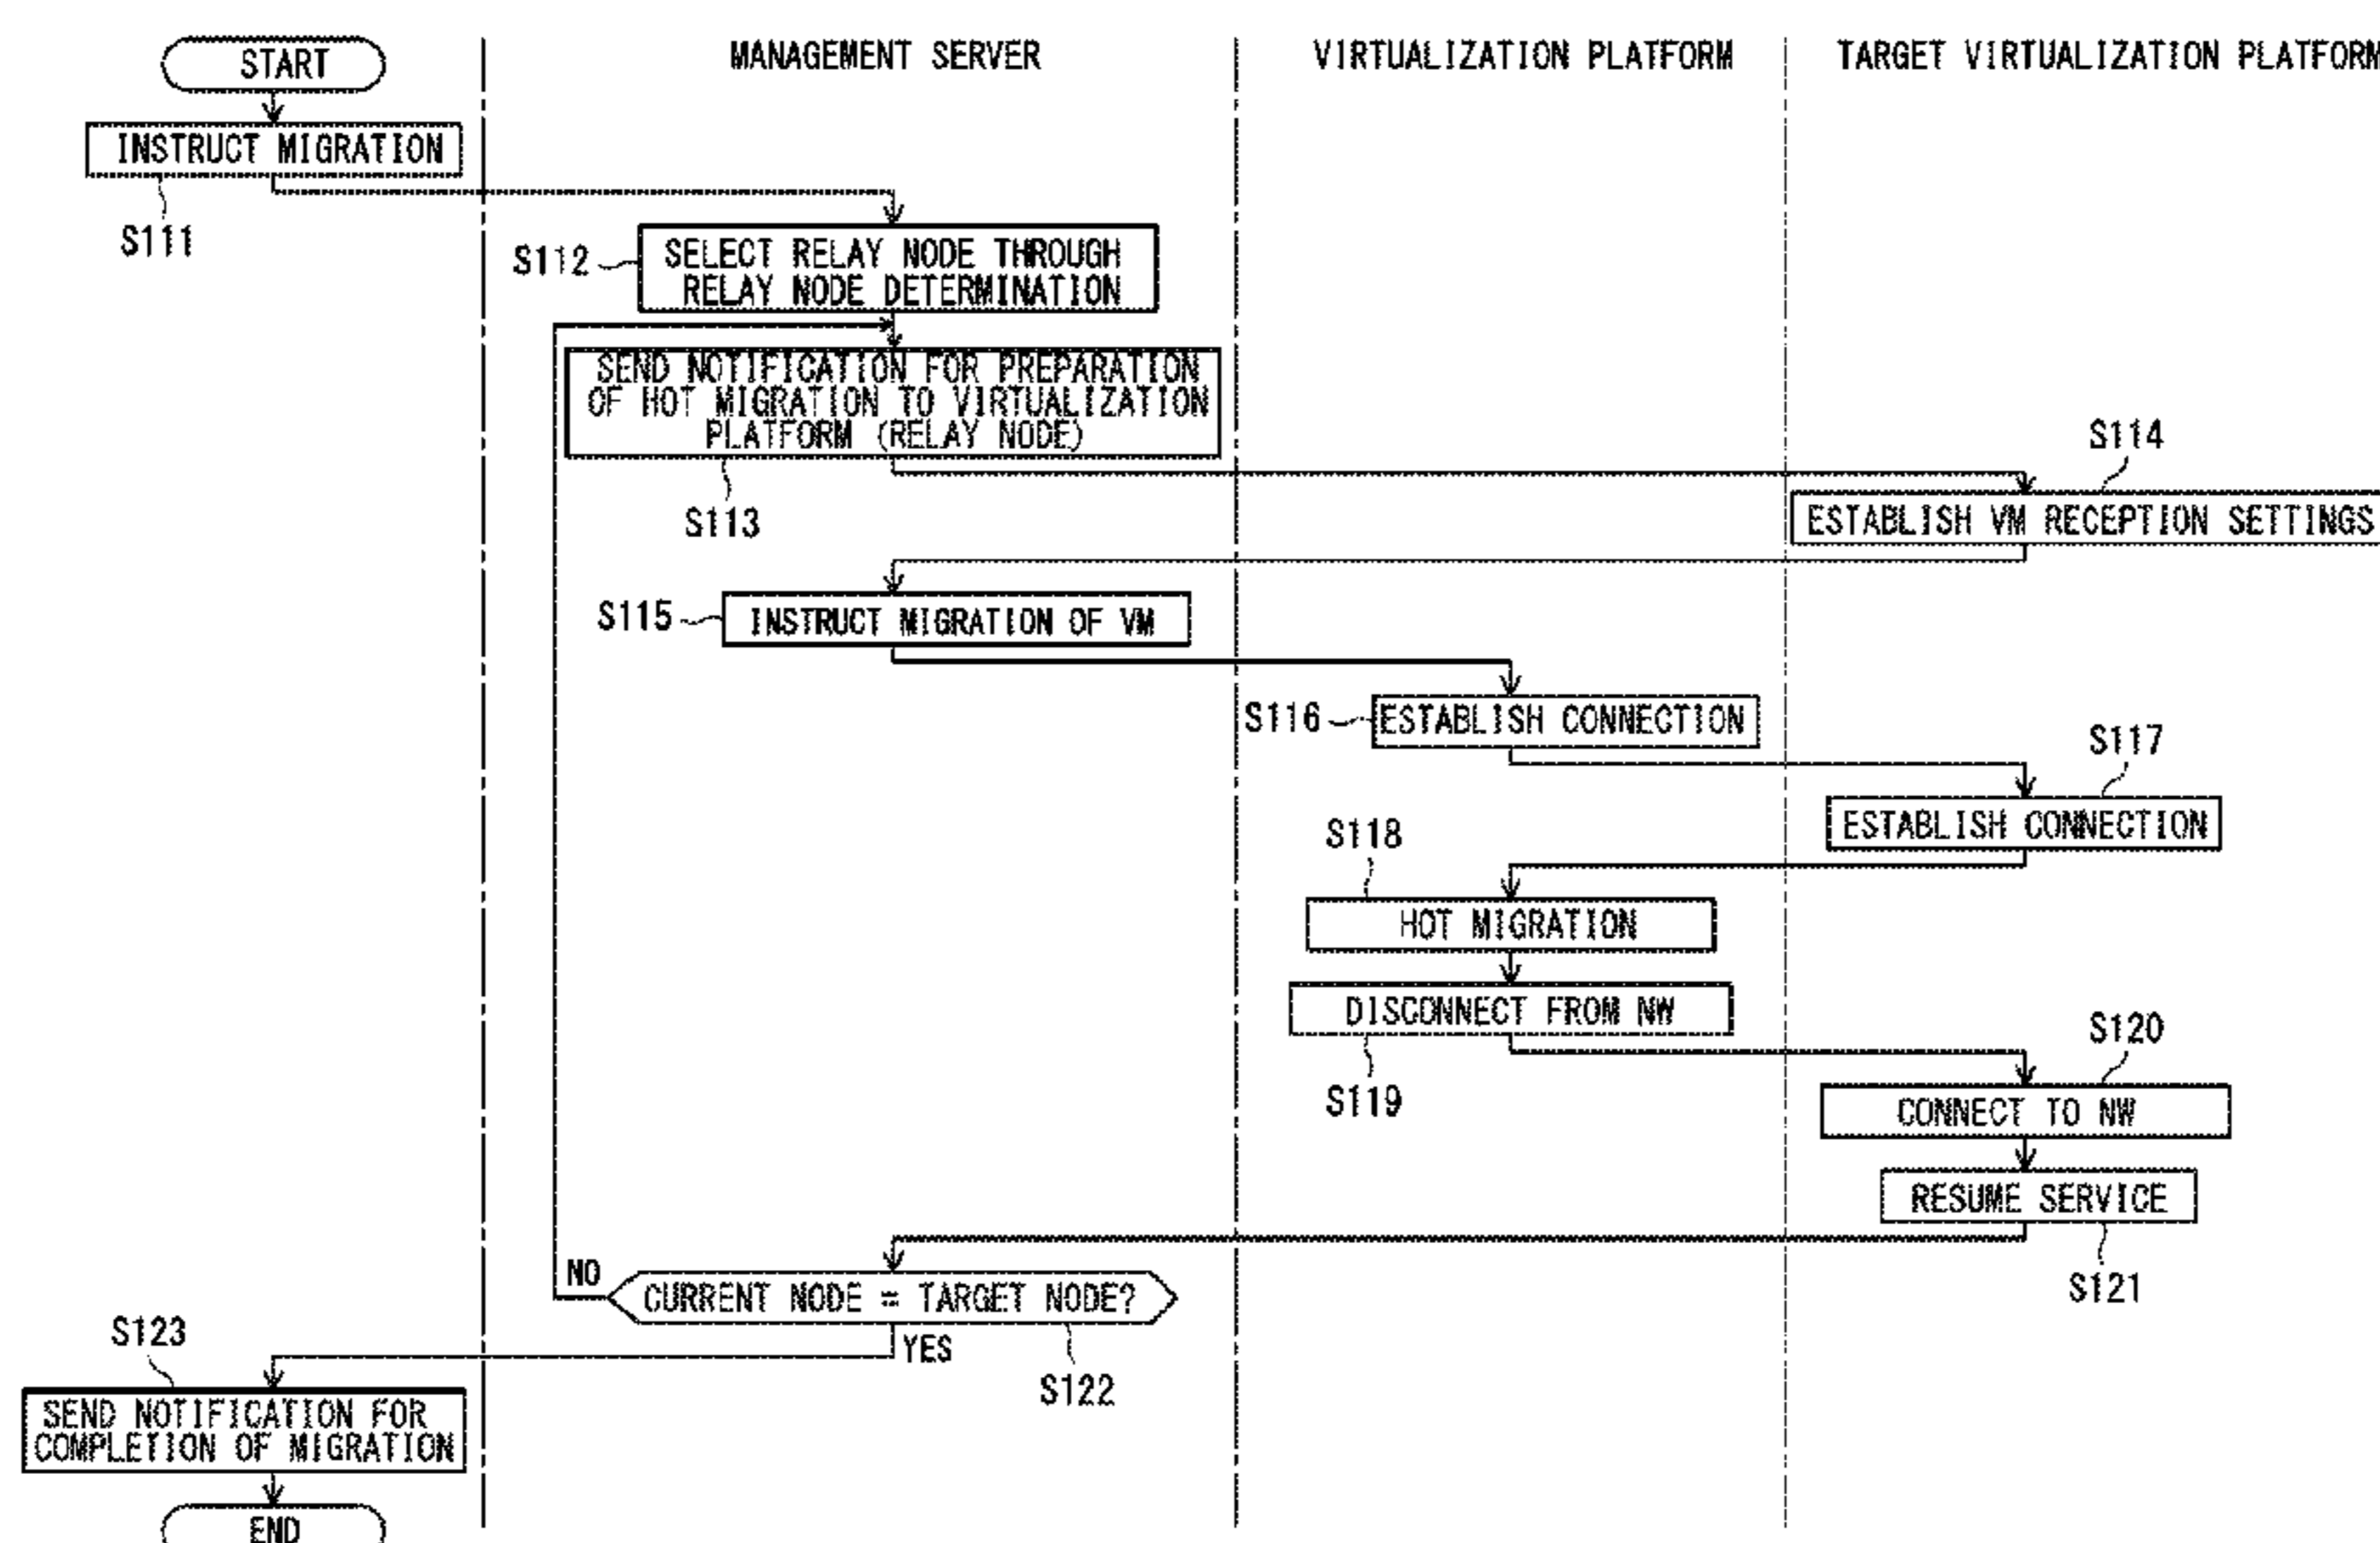 START
MANAGEMENT SERVER
VIRTUALIZATION PLATFORM
TARGET VIRTUALIZATION PLATFORM
INSTRUCT MIGRATION
S111
S112
SELECT RELAY NODE THROUGH
RELAY NODE DETERMINATION
SEND NOTIFICATION FOR PREPARATION
OF HOT MIGRATION TO VIRTUALIZATION
PLATFORM (RELAY NODE)
S113
S114
ESTABLISH VM RECEPTION SETTINGS
S115
INSTRUCT MIGRATION OF VM
S116
ESTABLISH CONNECTION
S117
ESTABLISH CONNECTION
S118
HOT MIGRATION
DISCONNECT FROM NW
S119
S120
CONNECT TO NW
RESUME SERVICE
S121
NO
CURRENT NODE = TARGET NODE?
YES
S122
S123
SEND NOTIFICATION FOR
COMPLETION OF MIGRATION
END